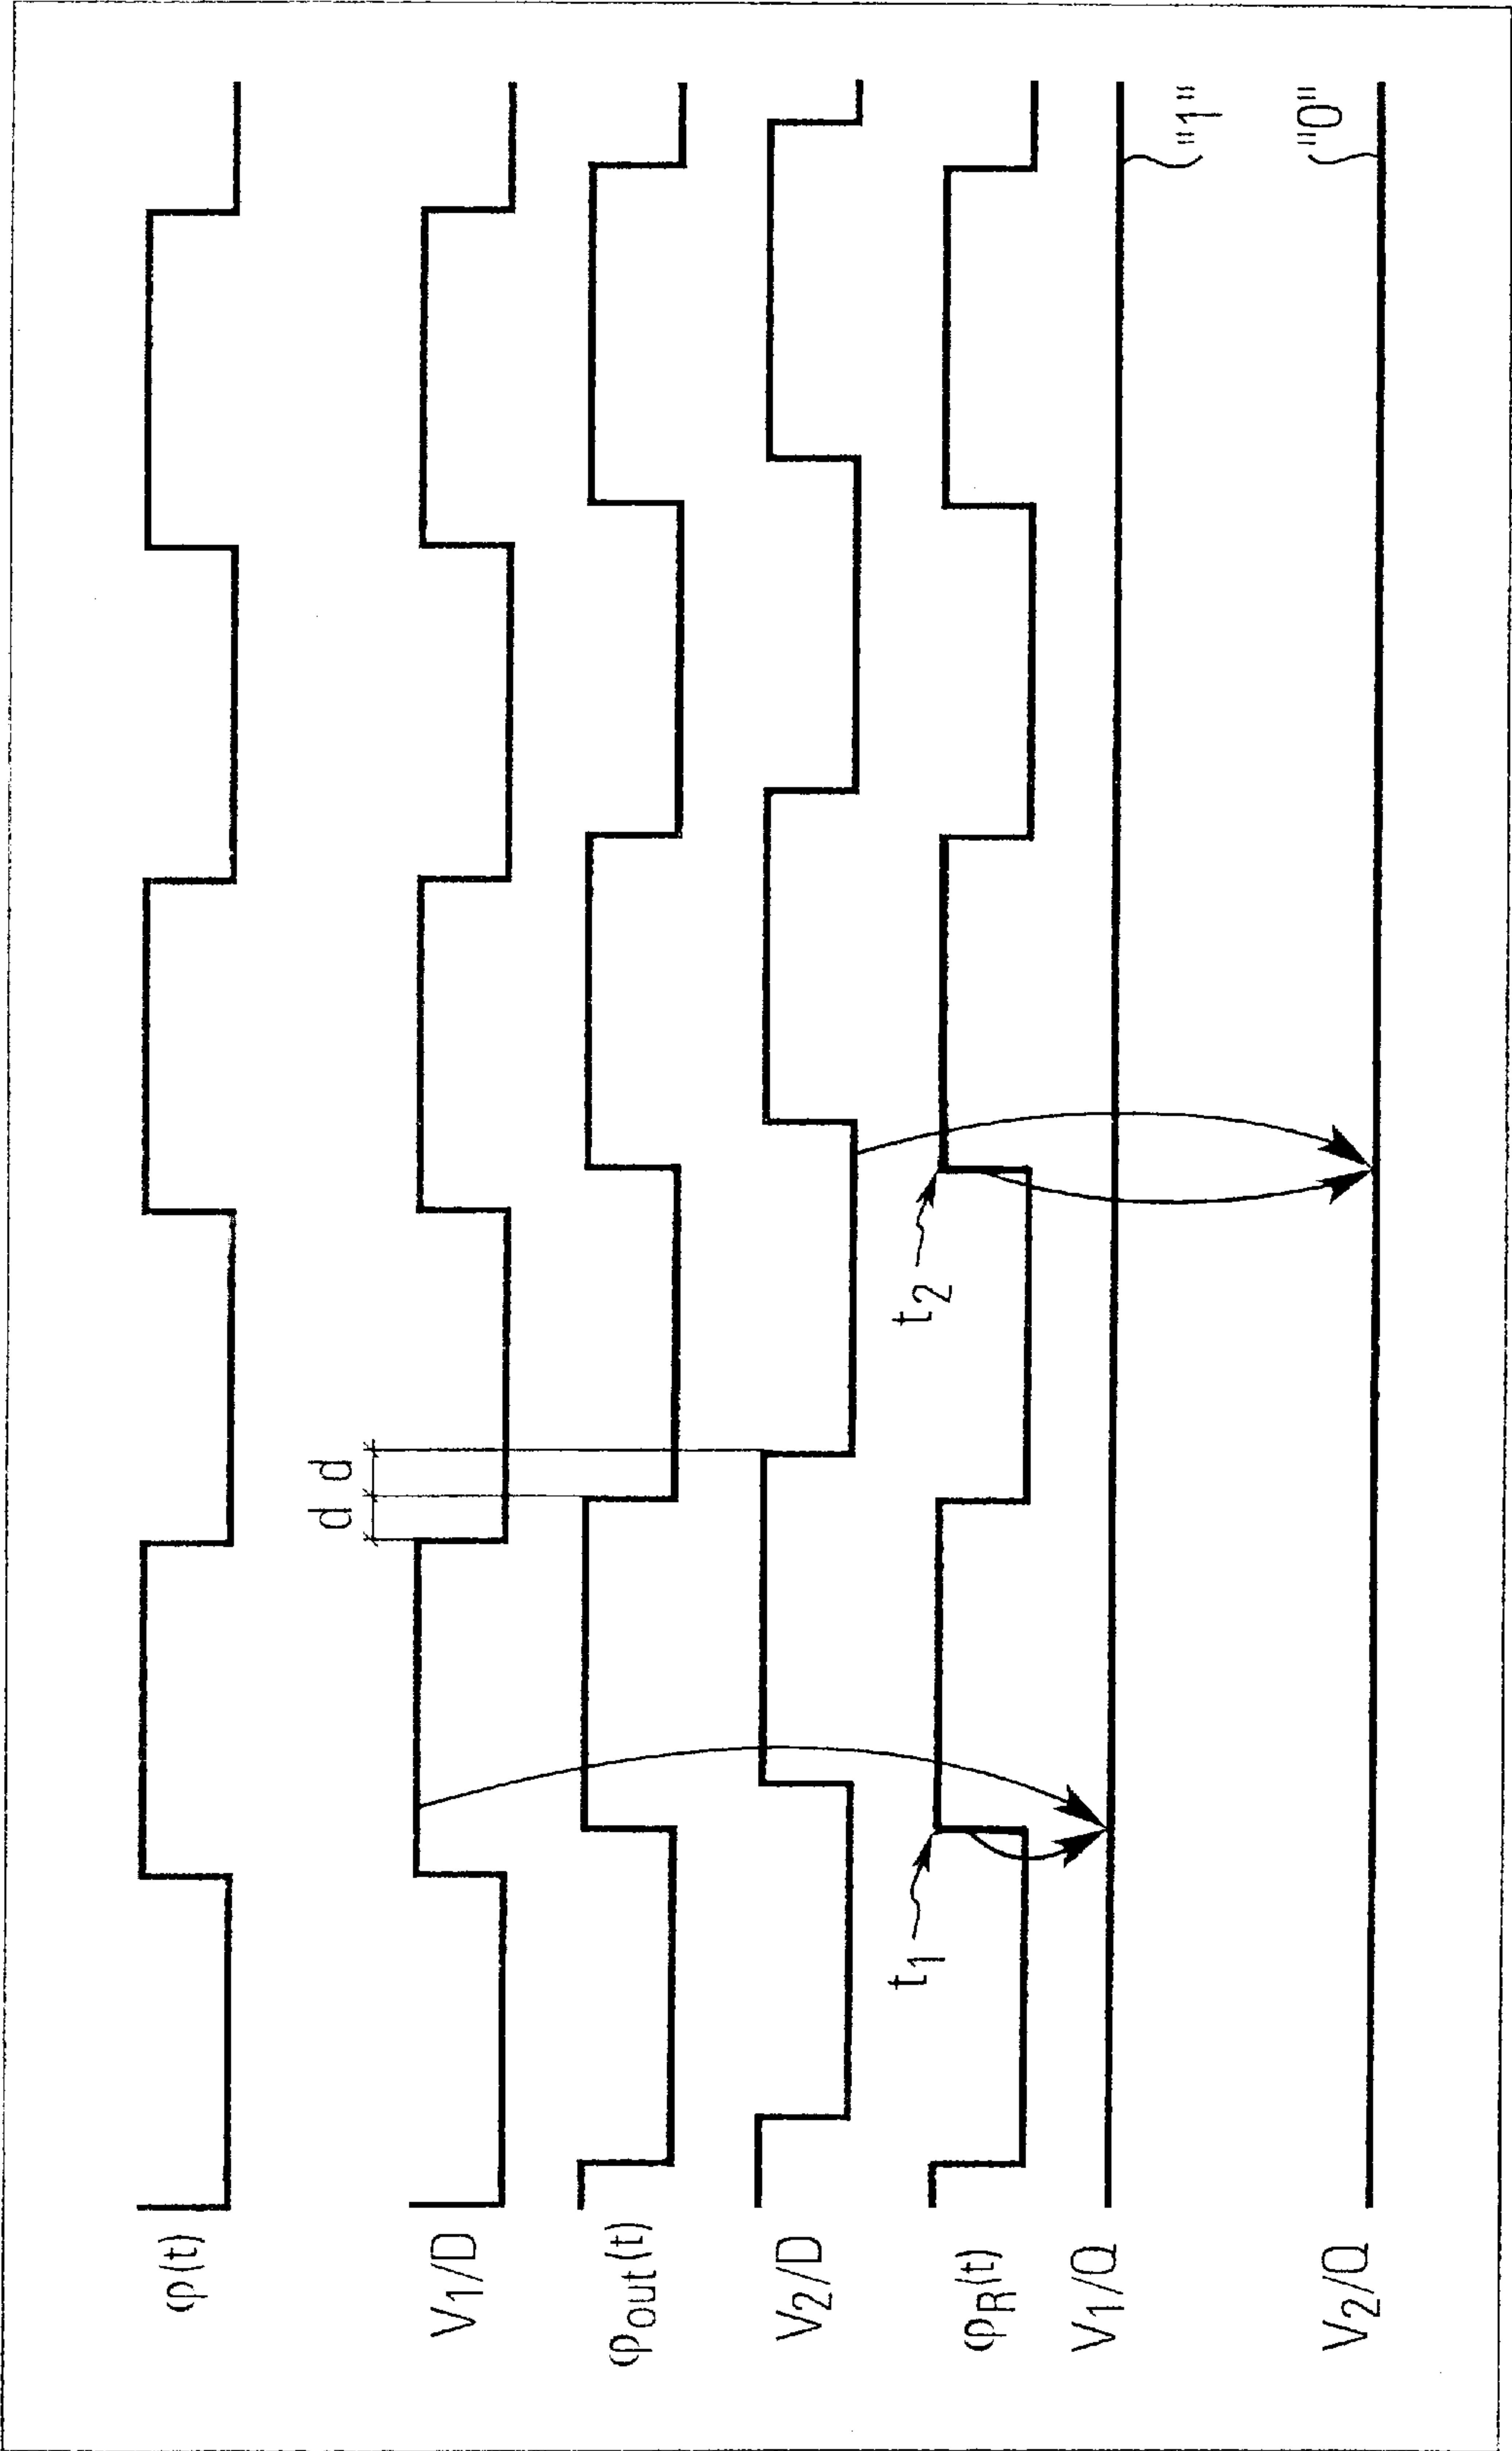 φ(t)
V₁/D
d d
φout(t)
V₂/D
φR(t)
t₁
t₂
V₁/Q
"1"
V₂/Q
"0"